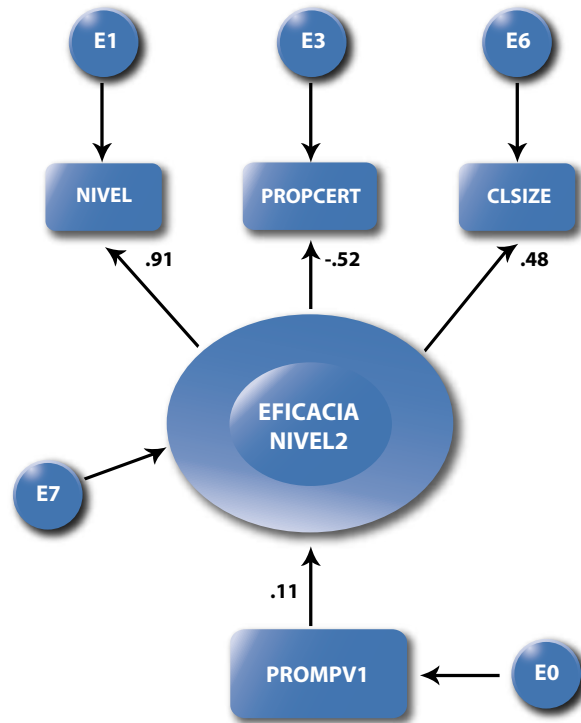 E1
E3
E6
NIVEL
PROPCERT
CLSIZE
.91
-.52
.48
EFICACIA
NIVEL2
E7
.11
PROMPV1
E0